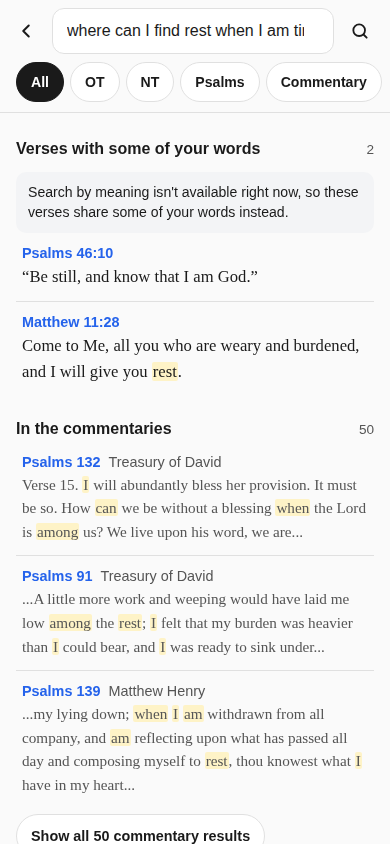 where can I find rest when I am ti
All OT NT Psalms Commentary
Verses with some of your words 2
Search by meaning isn't available right now, so these
verses share some of your words instead.
Psalms 46:10
“Be still, and know that I am God.”
Matthew 11:28
Come to Me, all you who are weary and burdened,
and I will give you rest.
In the commentaries 50
Psalms 132 Treasury of David
Verse 15. I will abundantly bless her provision. It must
be so. How can we be without a blessing when the Lord
is among us? We live upon his word, we are...
Psalms 91 Treasury of David
...A little more work and weeping would have laid me
low among the rest; I felt that my burden was heavier
than I could bear, and I was ready to sink under...
Psalms 139 Matthew Henry
...my lying down; when I am withdrawn from all
company, and am reflecting upon what has passed all
day and composing myself to rest, thou knowest what I
have in my heart...
Show all 50 commentary results